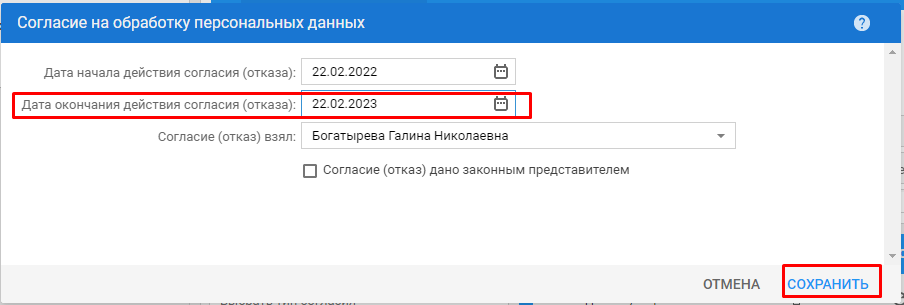 Согласие на обработку персональных данных
Дата начала действия согласия (отказа): 22.02.2022
Дата окончания действия согласия (отказа): 22.02.2023
Согласие (отказ) взял: Богатырева Галина Николаевна
Согласие (отказ) дано законным представителем
ОТМЕНА СОХРАНИТЬ